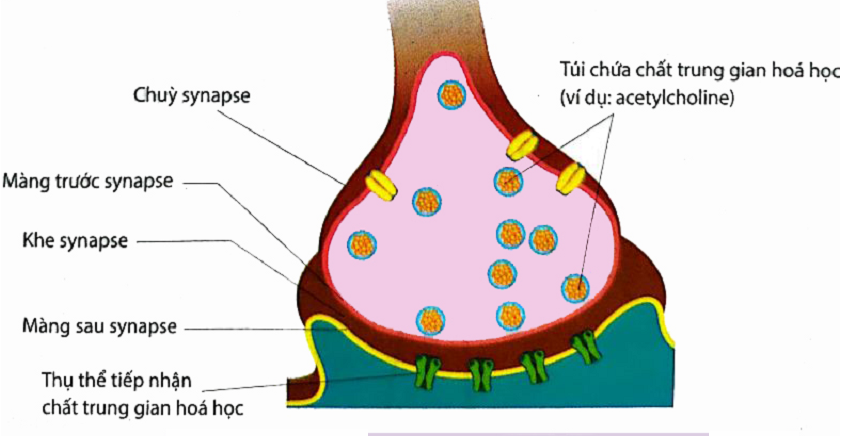 Túi chứa chất trung gian hoá học
(ví dụ: acetylcholine)
Chuỳ synapse
Màng trước synapse
Khe synapse
Màng sau synapse
Thụ thể tiếp nhận
chất trung gian hoá học